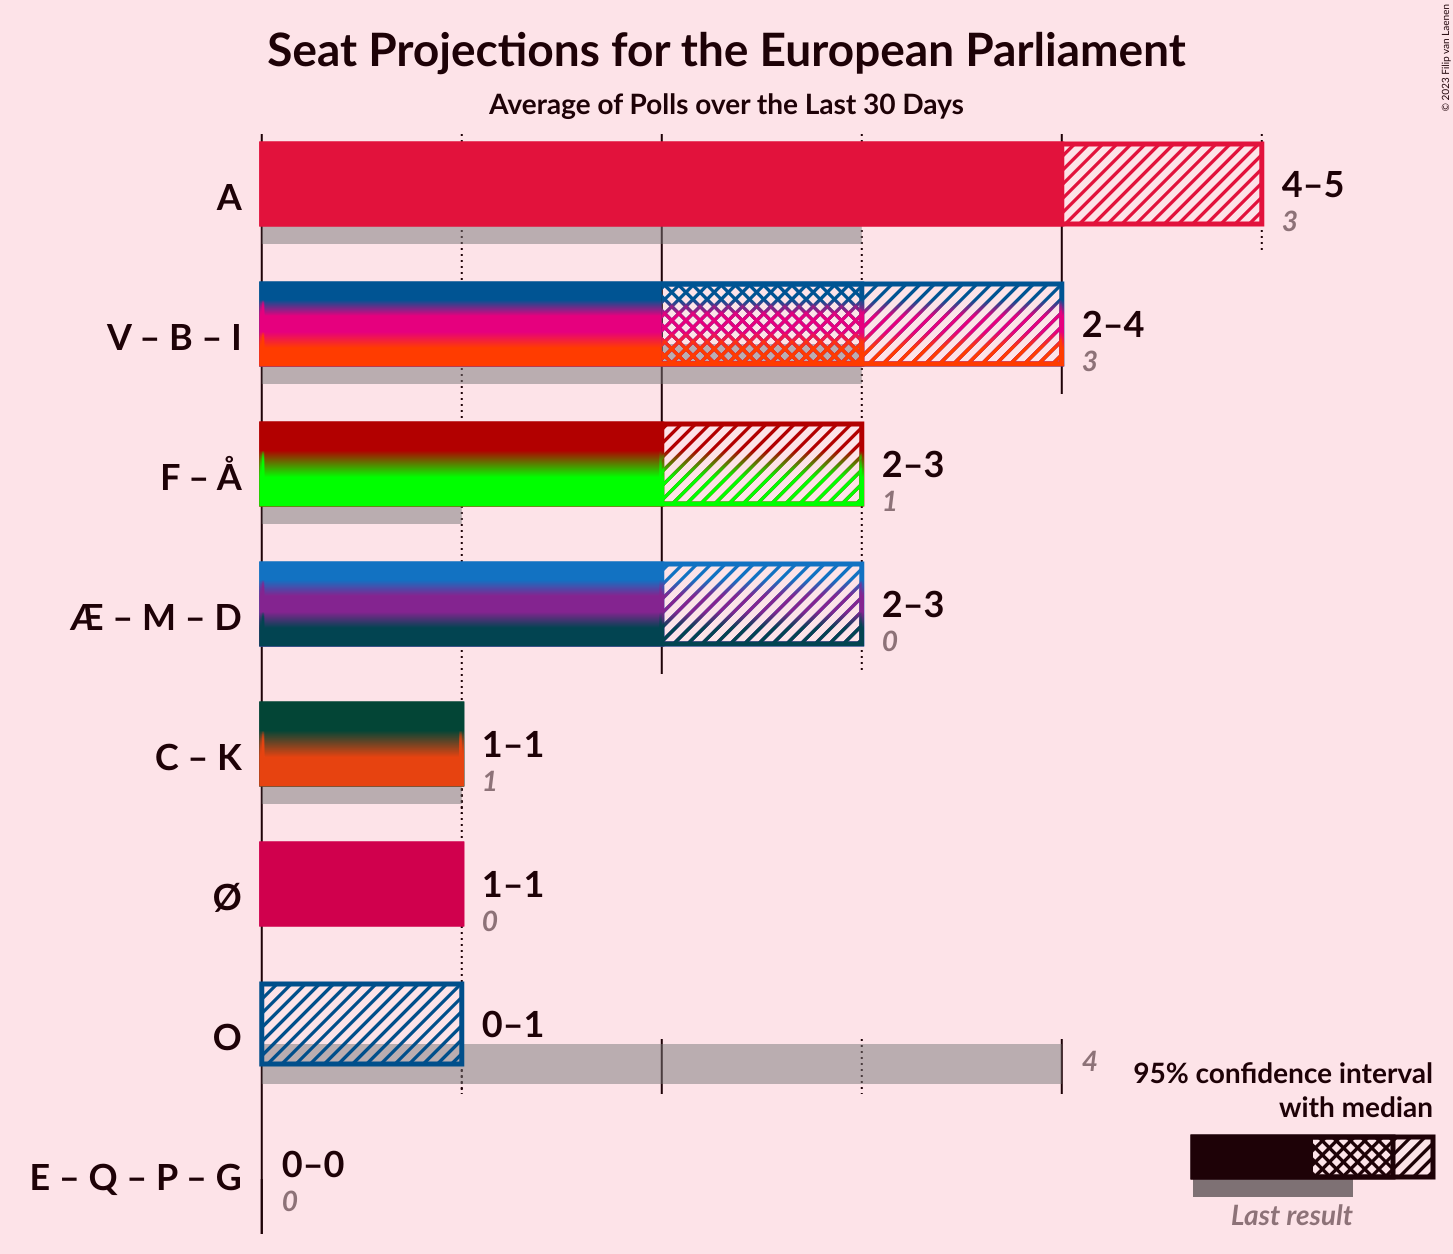 Seat Projections for the European Parliament
Average of Polls over the Last 30 Days
© 2023 Filip van Laenen
A
4–5
3
V – B – I
2–4
3
F – Å
2–3
1
Æ – M – D
2–3
0
C – K
1–1
1
Ø
1–1
0
O
0–1
4
E – Q – P – G
0–0
0
95% confidence interval
with median
Last result